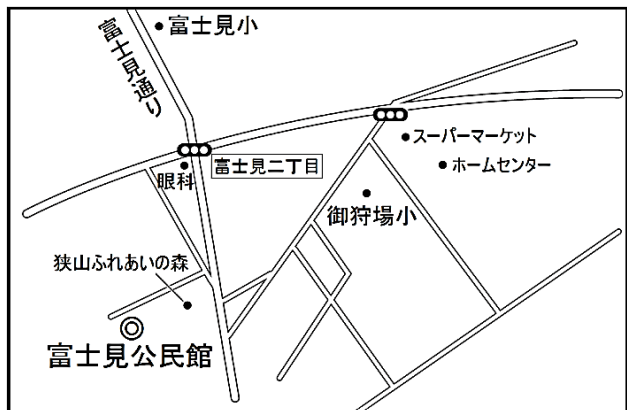 富士見小
富士見通り
スーパーマーケット
ホームセンター
富士見二丁目
眼科
御狩場小
狭山ふれあいの森
富士見公民館